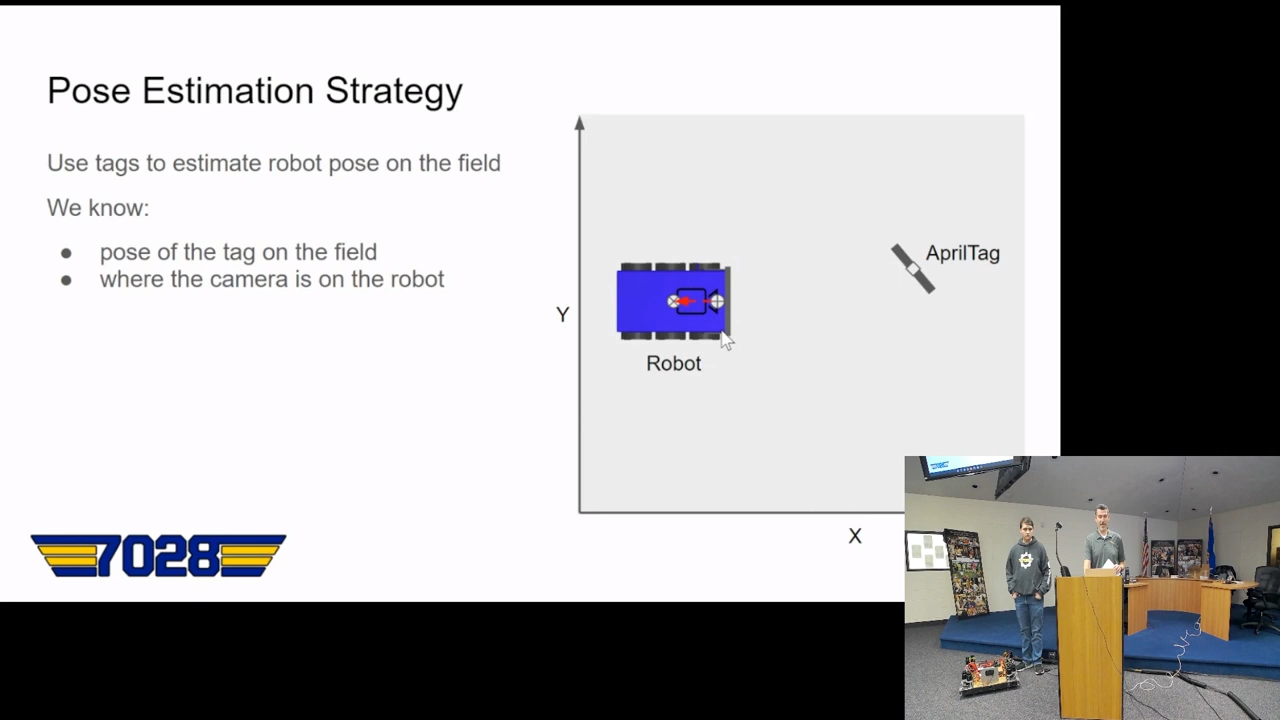 Pose Estimation Strategy
Use tags to estimate robot pose on the field
We know:
● pose of the tag on the field
● where the camera is on the robot
AprilTag
Y
Robot
X
7028